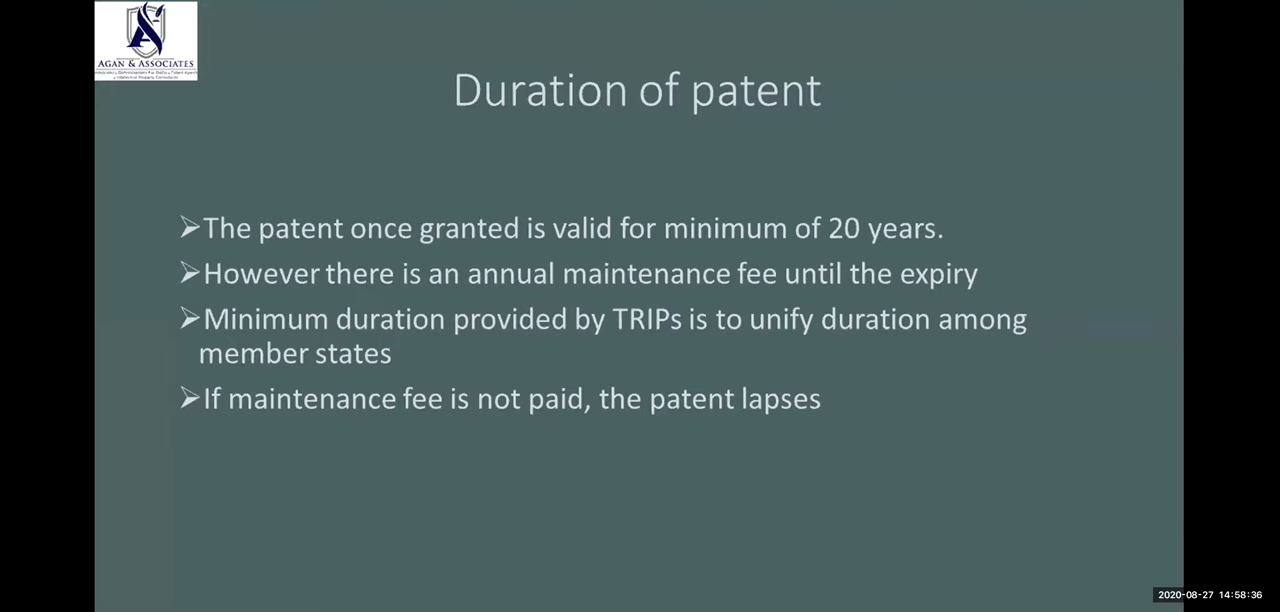 AGAN & ASSOCIATES
Duration of patent
➢The patent once granted is valid for minimum of 20 years.
➢However there is an annual maintenance fee until the expiry
➢Minimum duration provided by TRIPs is to unify duration among
member states
➢If maintenance fee is not paid, the patent lapses
2020-08-27 14:58:36